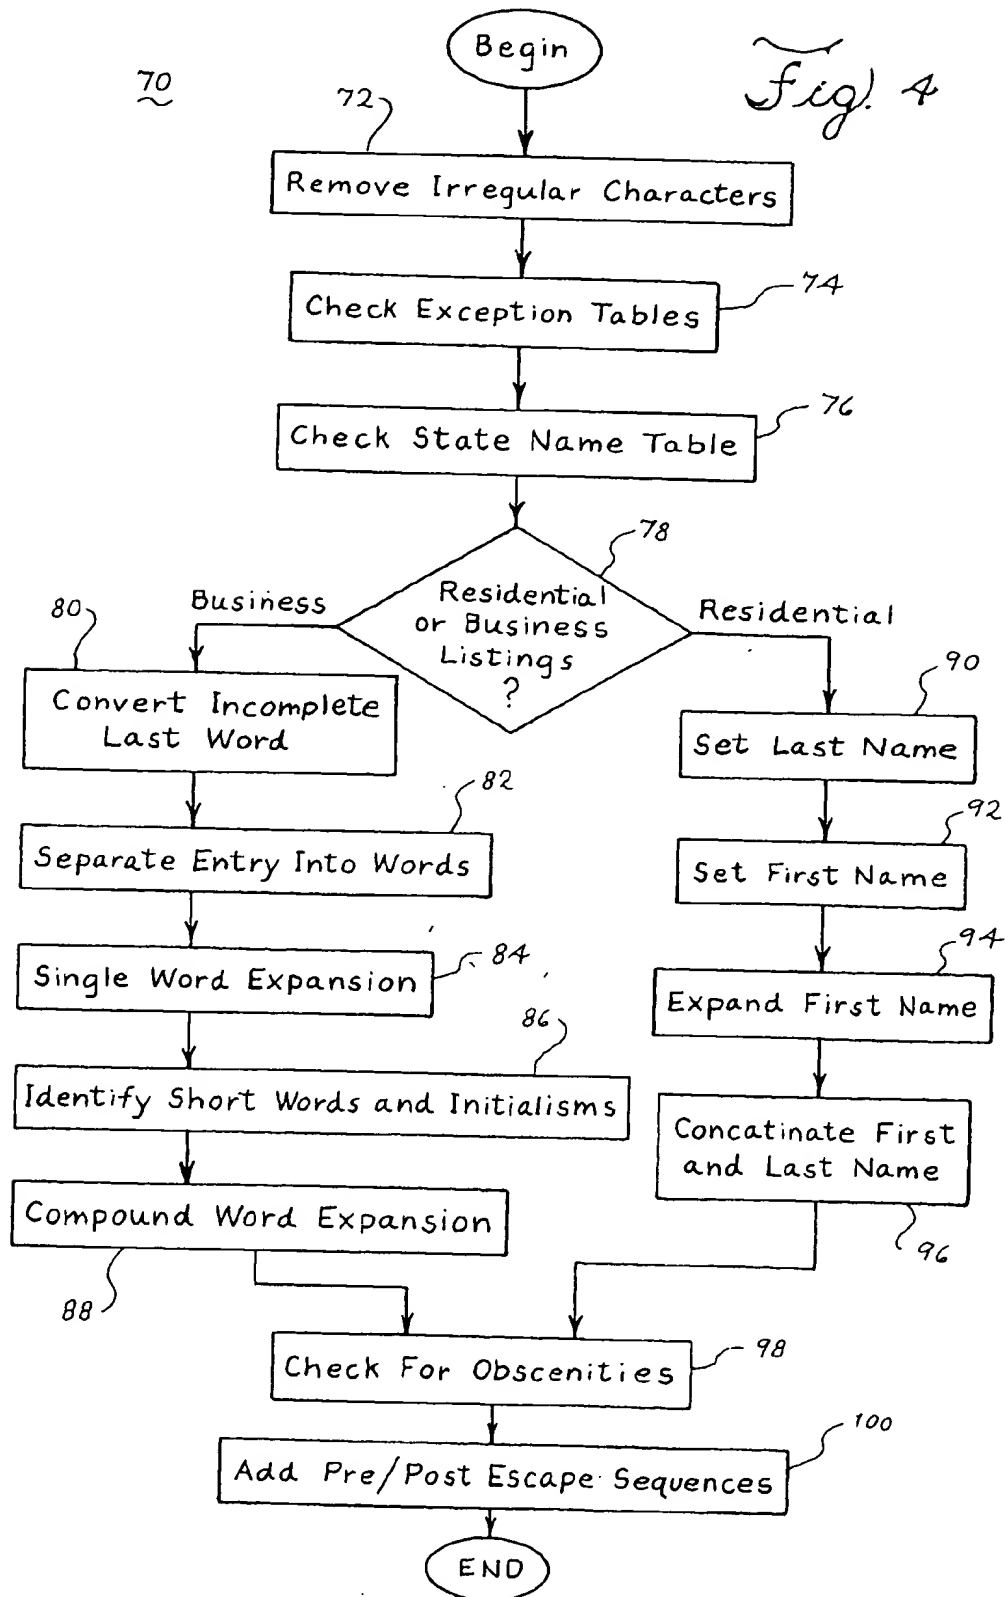 Begin
Fig. 4
70
72
Remove Irregular Characters
74
Check Exception Tables
76
Check State Name Table
78
Residential
or Business
Listings
?
Business
Residential
80
Convert Incomplete
Last Word
82
Separate Entry Into Words
84
Single Word Expansion
86
Identify Short Words and Initialisms
Compound Word Expansion
88
90
Set Last Name
92
Set First Name
94
Expand First Name
Concatinate First
and Last Name
96
Check For Obscenities
98
100
Add Pre/Post Escape Sequences
END